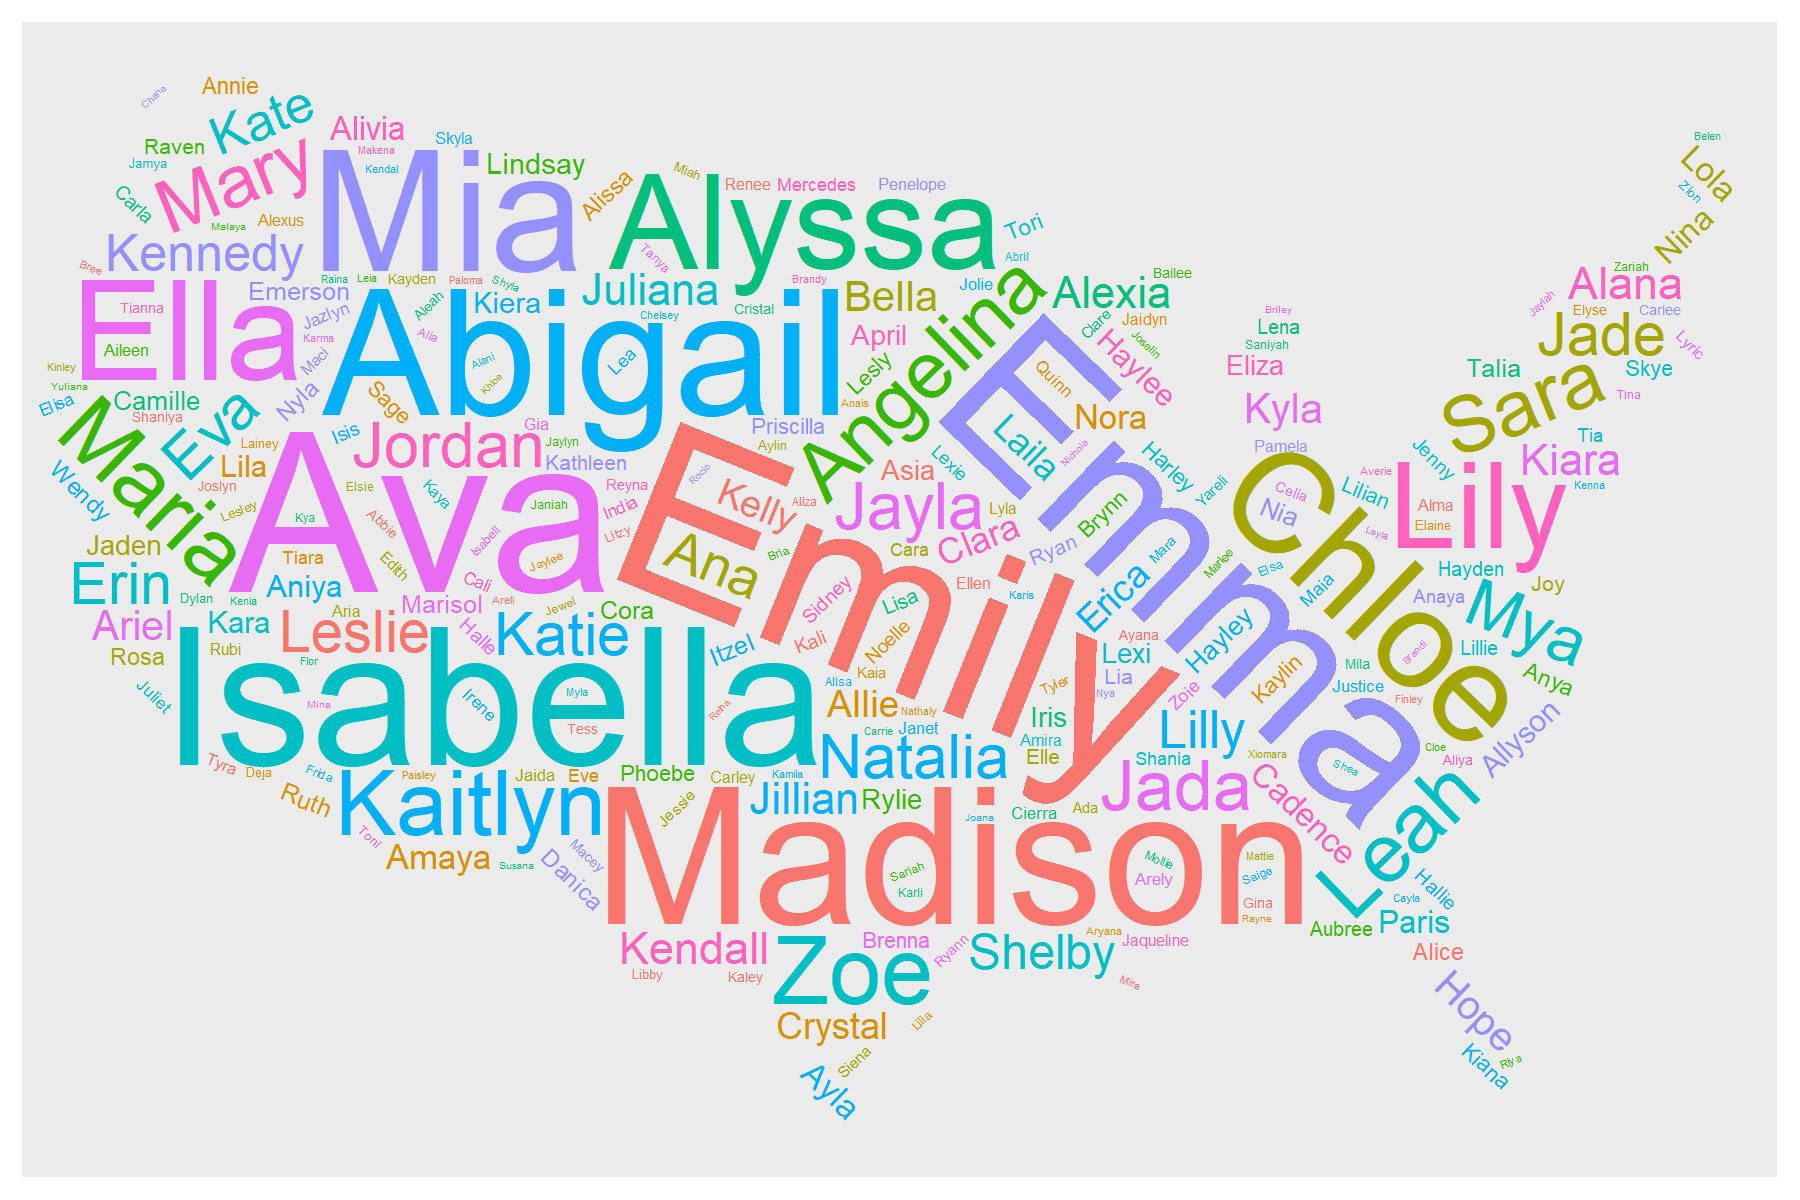 Chana
Annie
Kate
Alivia
Raven
Mary
Mia
Makena
Skyla
Lindsay
Jamya
Kendal
Alyssa
Miah
Renee
Mercedes
Penelope
Belen
Lola
Zion
Carla
Alexus
Alissa
Malaya
Tori
Nina
Kennedy
Tanya
Abril
Bree
Raina
Leia
Kayden
Paloma
Shyla
Juliana
Brandy
Bella
Jolie
Alexia
Bailee
Zariah
Alana
Ella
Tianna
Emerson
Abigail
Kiera
Aleah
Cristal
Chelsey
Angelina
Clare
Jaidyn
Briley
Jaylah
Elyse
Carlee
Jazlyn
Karma
Alia
April
Lena
Saniyah
Jade
Lyric
Aileen
Maci
Alani
Lea
Lesly
Haylee
Joselin
Eliza
Talia
Skye
Kinley
Yuliana
Khloe
Quinn
Emma
Elisa
Camille
Shaniya
Eva
Nyla
Sage
Anais
Laila
Nora
Kyla
Sara
Tina
Maria
Isis
Jordan
Gia
Jaylyn
Priscilla
Aylin
Lainey
Lila
Kathleen
Emily
Rocio
Lexie
Nichole
Harley
Pamela
Jenny
Tia
Kiara
Wendy
Joslyn
Ava
Elsie
Kaya
Reyna
Kelly
Asia
Chloe
Averie
Lily
Kenna
Lesley
Kya
Abbie
Janiah
India
Aliza
Jayla
Lyla
Brynn
Yareli
Celia
Nia
Lilian
Alma
Elaine
Jaden
Tiara
Edith
Isabell
Litzy
Ana
Bria
Cara
Clara
Ryan
Mara
Marlee
Leyla
Erin
Aniya
Jaylee
Cali
Ellen
Elsa
Hayden
Joy
Dylan
Kenia
Aria
Marisol
Areli
Jewel
Cora
Sidney
Lisa
Karis
Erica
Maia
Anaya
Mya
Ariel
Kara
Leslie
Halle
Katie
Itzel
Kali
Noelle
Ayana
Lexi
Hayley
Brandi
Lillie
Rosa
Rubi
Flor
Isabella
Kaia
Alisa
Tyler
Lia
Nya
Kaylin
Mila
Justice
Anya
Juliet
Mina
Irene
Myla
Tess
Allie
Nathaly
Zoie
Finley
Iris
Lilly
Allyson
Carrie
Janet
Amira
Elle
Natalia
Shania
Xiomara
Shea
Cloe
Aliya
Tyra
Deja
Frida
Paisley
Jaida
Eve
Phoebe
Carley
Kamila
Kaitlyn
Ruth
Jessie
Jillian
Rylie
Joana
Cierra
Ada
Jada
Cadence
Leah
Toni
Amaya
Susana
Macey
Danica
Madison
Sariah
Karli
Mollie
Arely
Mattie
Saige
Gina
Rayne
Hallie
Cayla
Aubree
Paris
Kendall
Libby
Kaley
Zoe
Brenna
Ryann
Shelby
Aryana
Jaqueline
Mira
Alice
Crystal
Hope
Siena
Ayla
Kiana
Riya